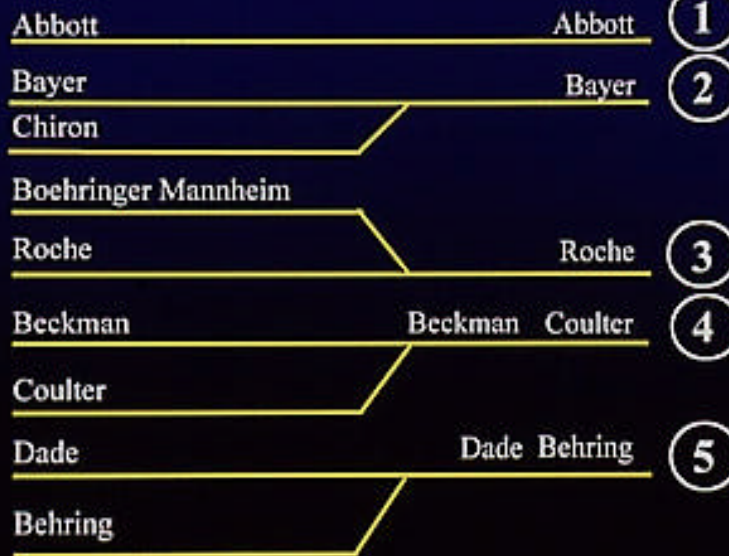 Abbott Abbott 1
Bayer Bayer 2
Chiron
Boehringer Mannheim
Roche Roche 3
Beckman Beckman Coulter 4
Coulter
Dade Dade Behring 5
Behring